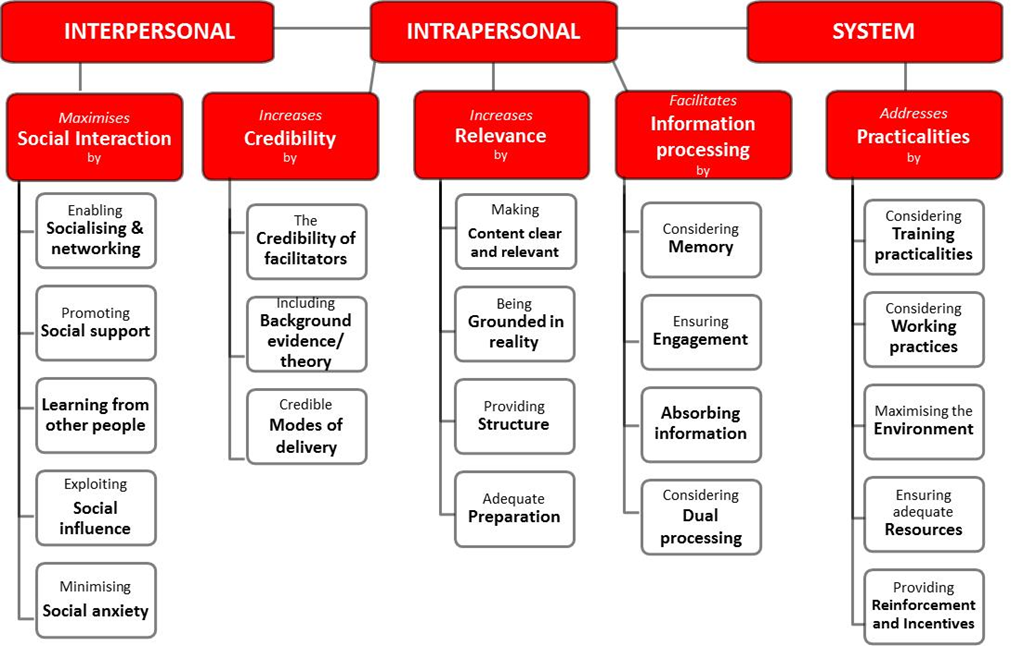 INTERPERSONAL
INTRAPERSONAL
SYSTEM
Maximises
Social Interaction
by
Enabling
Socialising &
networking
Promoting
Social support
Learning from
other people
Exploiting
Social
influence
Minimising
Social anxiety
Increases
Credibility
by
The
Credibility of
facilitators
Including
Background
evidence/
theory
Credible
Modes of
delivery
Increases
Relevance
by
Making
Content clear
and relevant
Being
Grounded in
reality
Providing
Structure
Adequate
Preparation
Facilitates
Information
processing
by
Considering
Memory
Ensuring
Engagement
Absorbing
information
Considering
Dual
processing
Addresses
Practicalities
by
Considering
Training
practicalities
Considering
Working
practices
Maximising the
Environment
Ensuring
adequate
Resources
Providing
Reinforcement
and Incentives